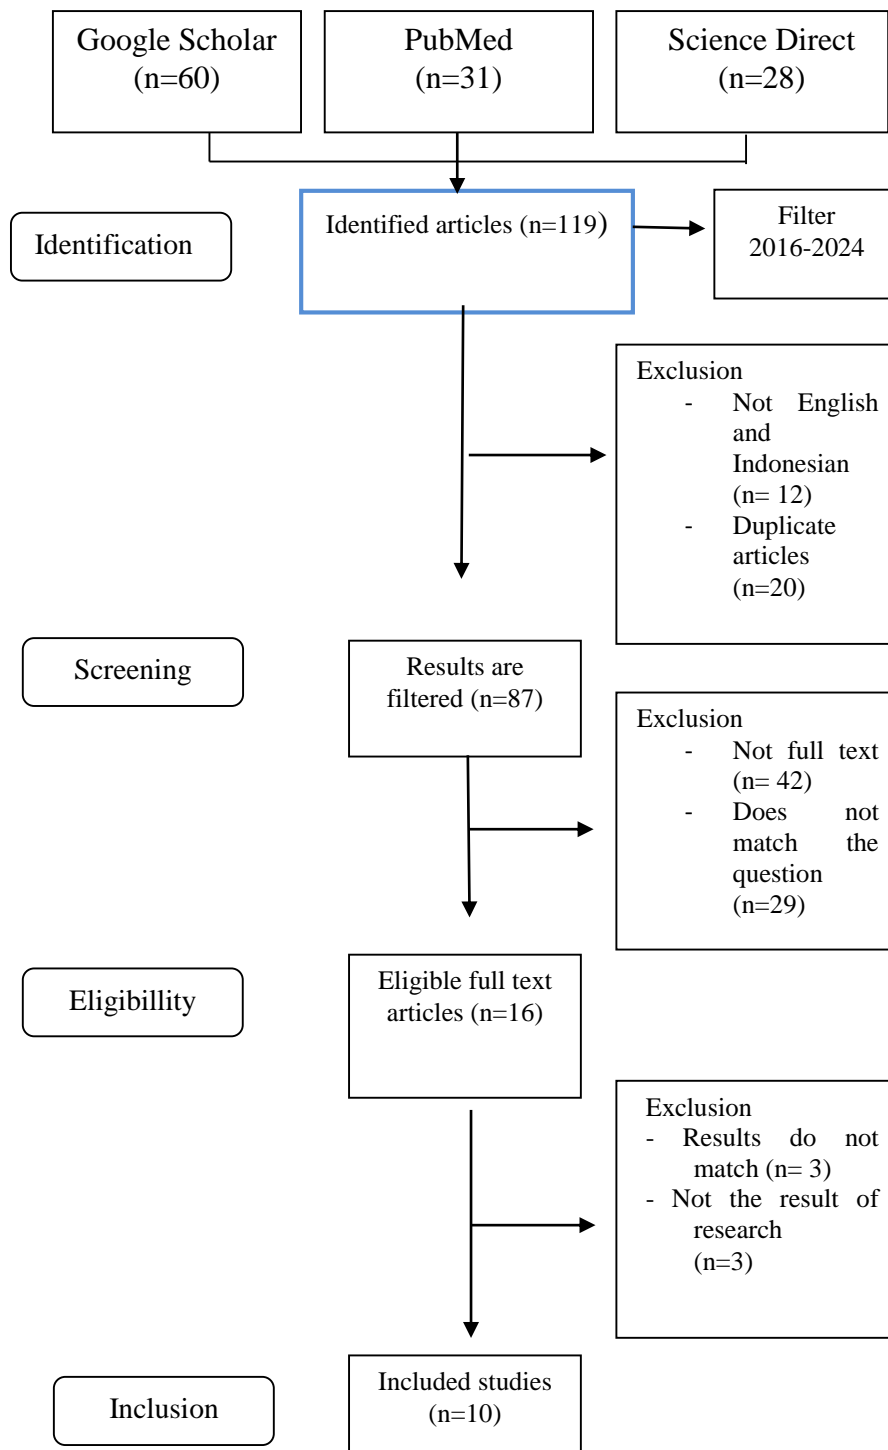 Google Scholar
(n=60)
PubMed
(n=31)
Science Direct
(n=28)
Identification
Identified articles (n=119)
Filter
2016-2024
Exclusion
- Not English
and
Indonesian
(n= 12)
- Duplicate
articles
(n=20)
Screening
Results are
filtered (n=87)
Exclusion
- Not full text
(n= 42)
- Does not
match the
question
(n=29)
Eligibillity
Eligible full text
articles (n=16)
Exclusion
- Results do not
match (n= 3)
- Not the result of
research
(n=3)
Inclusion
Included studies
(n=10)